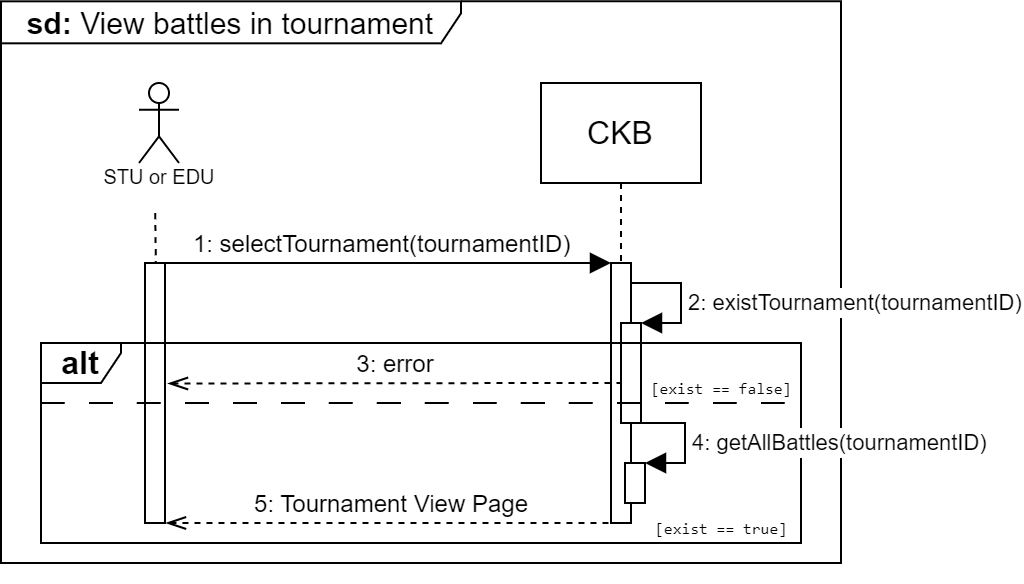 sd: View battles in tournament
STU or EDU
CKB
1: selectTournament(tournamentID)
2: existTournament(tournamentID)
alt
3: error
[exist == false]
4: getAllBattles(tournamentID)
5: Tournament View Page
[exist == true]